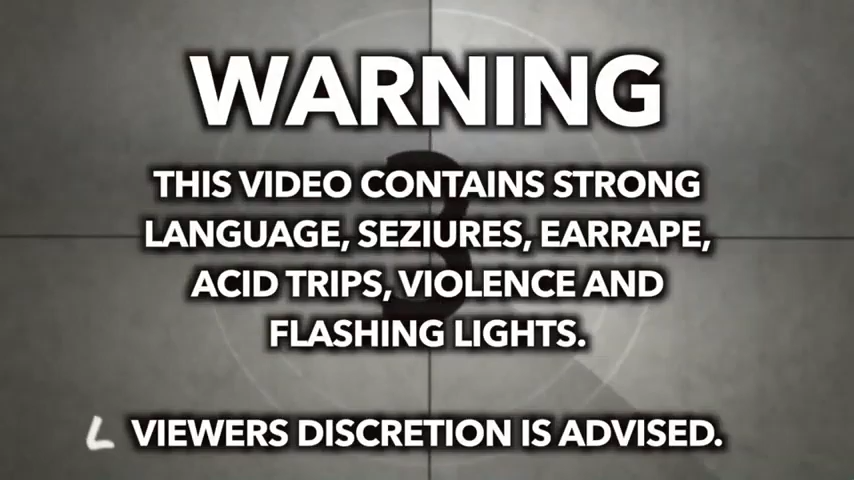 WARNING
THIS VIDEO CONTAINS STRONG
LANGUAGE, SEZIURES, EARRAPE,
ACID TRIPS, VIOLENCE AND
FLASHING LIGHTS.
VIEWERS DISCRETION IS ADVISED.